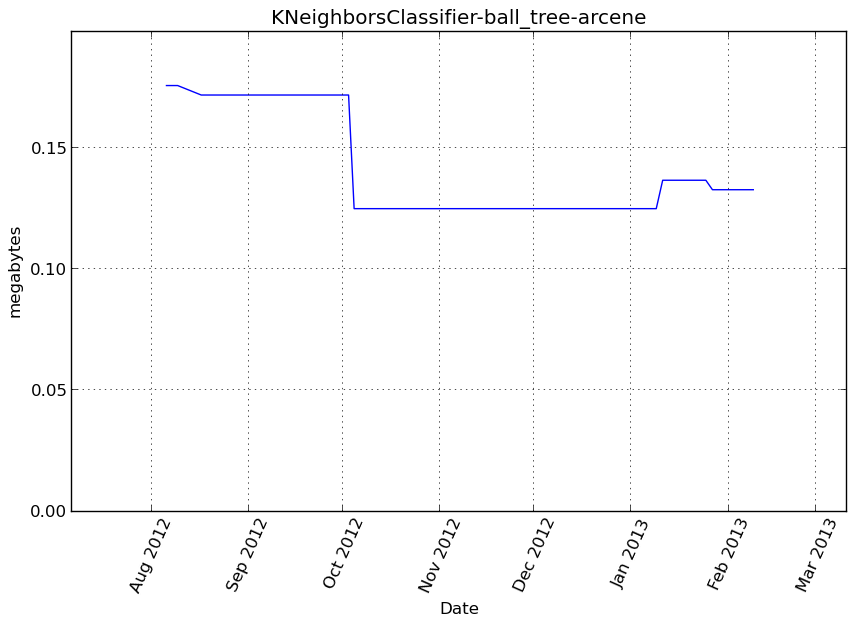 KNeighborsClassifier-ball_tree-arcene
megabytes
0.15
0.10
0.05
0.00
Aug 2012
Sep 2012
Oct 2012
Nov 2012
Dec 2012
Jan 2013
Feb 2013
Mar 2013
Date